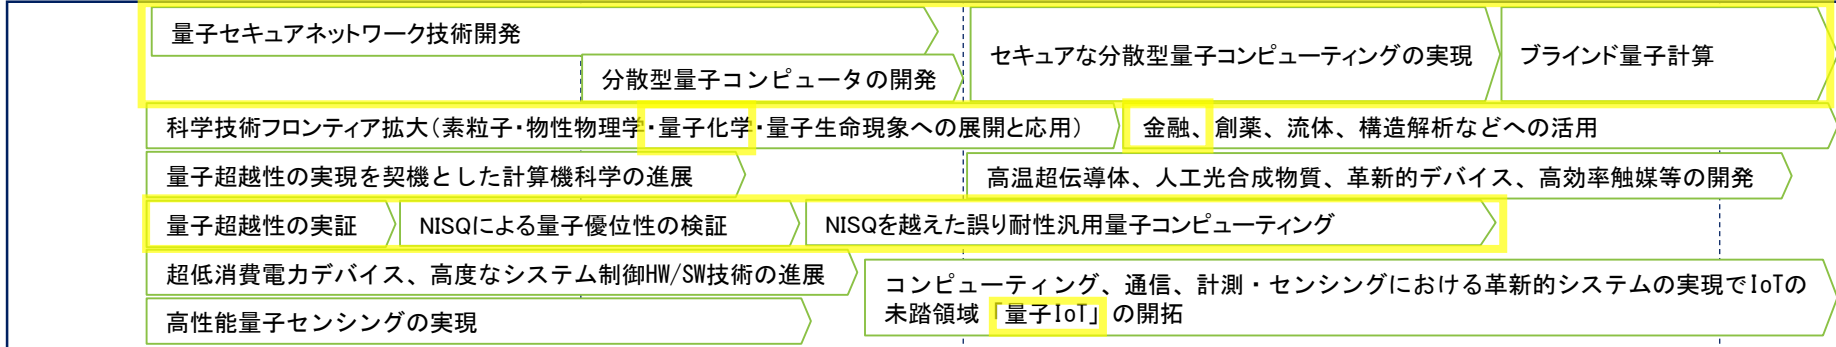 量子セキュアネットワーク技術開発
分散型量子コンピュータの開発
セキュアな分散型量子コンピューティングの実現
ブラインド量子計算
科学技術フロンティア拡大(素粒子・物性物理学・量子化学・量子生命現象への展開と応用)
金融、創薬、流体、構造解析などへの活用
量子超越性の実現を契機とした計算機科学の進展
高温超伝導体、人工光合成物質、革新的デバイス、高効率触媒等の開発
量子超越性の実証
NISQによる量子優位性の検証
NISQを越えた誤り耐性汎用量子コンピューティング
超低消費電力デバイス、高度なシステム制御HW/SW技術の進展
コンピューティング、通信、計測・センシングにおける革新的システムの実現でIoTの
未踏領域「量子IoT」の開拓
高性能量子センシングの実現